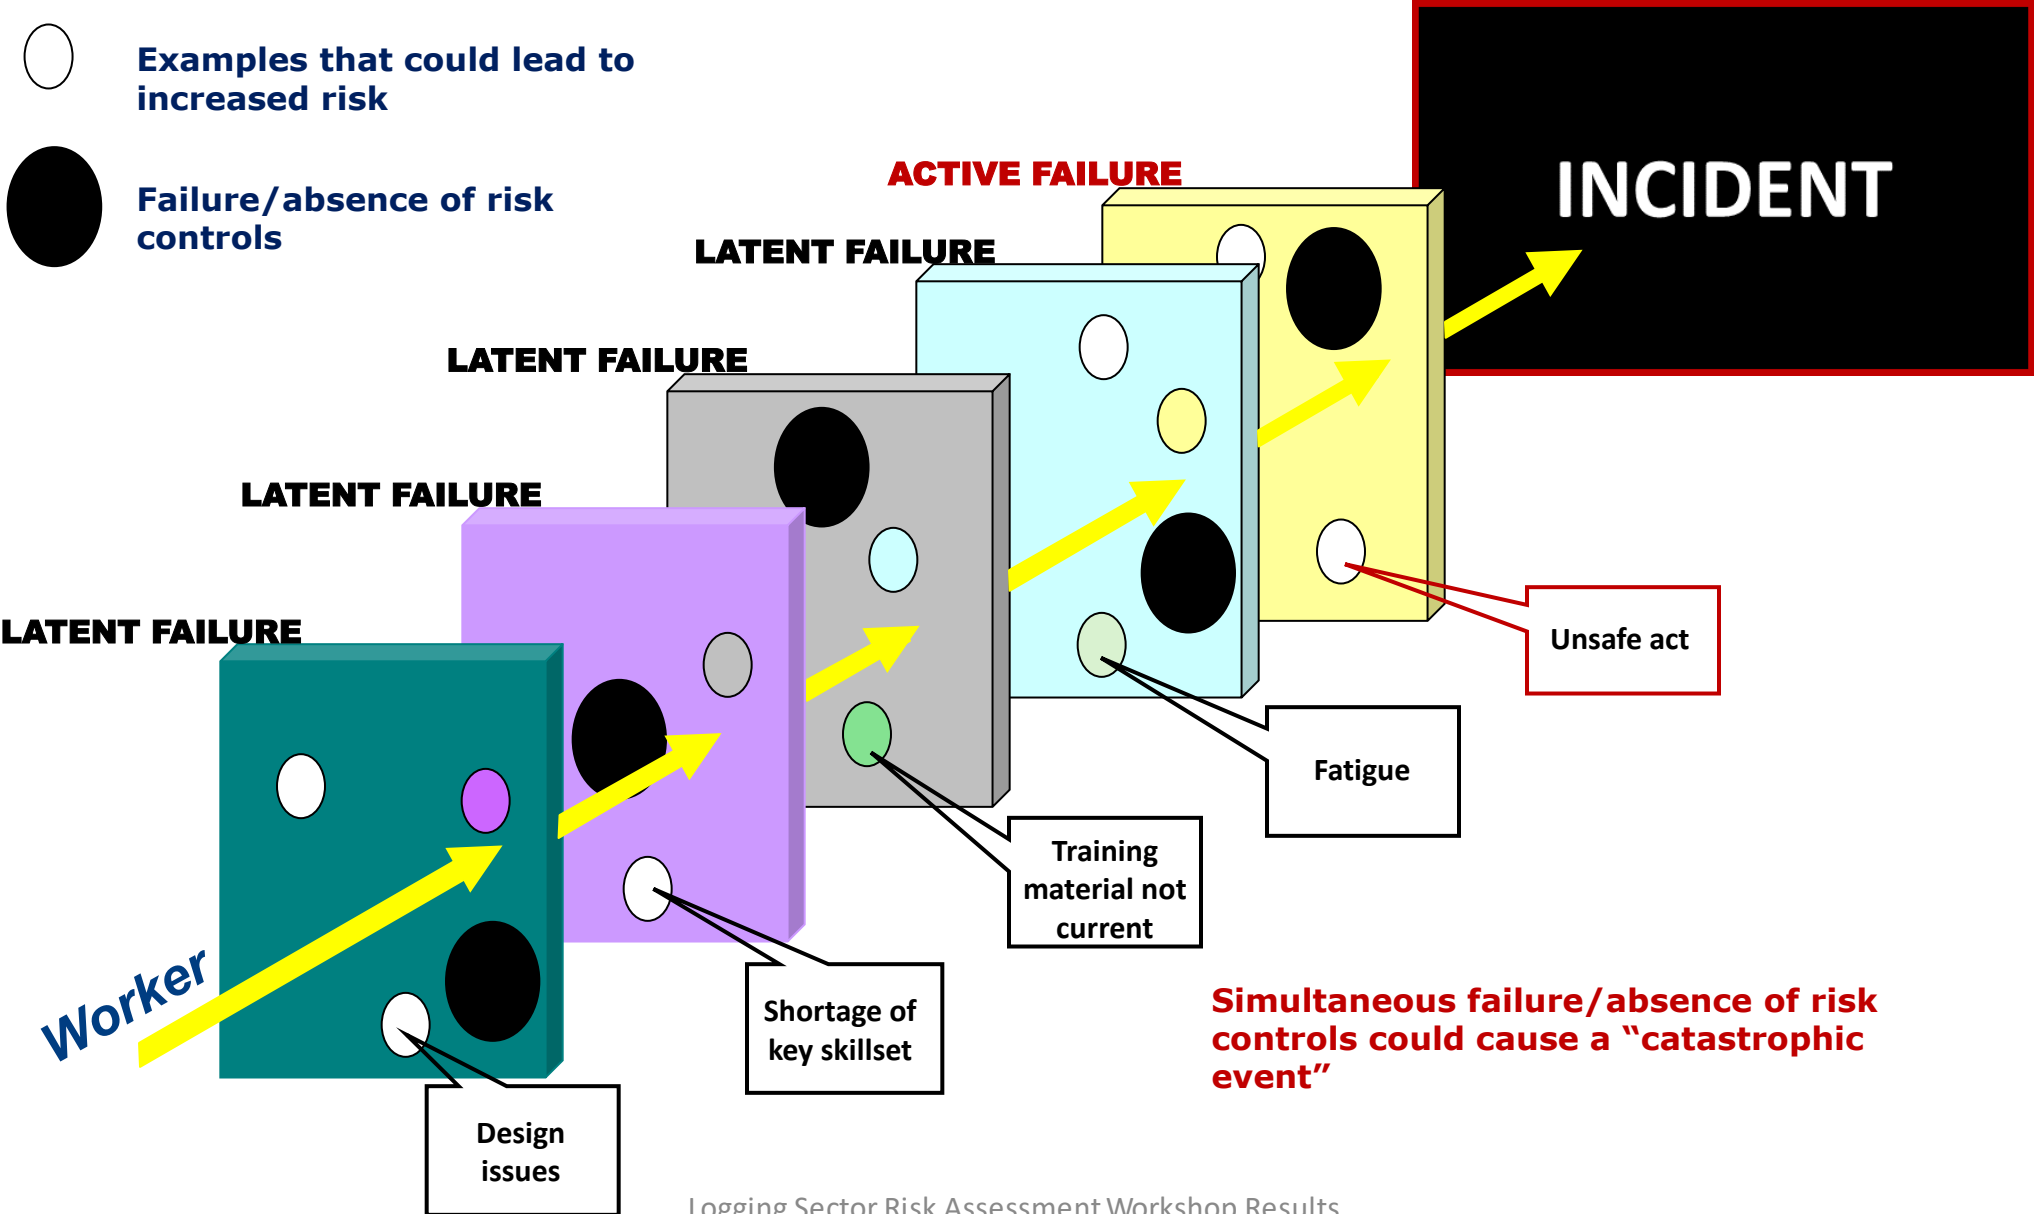 Examples that could lead to
increased risk
Failure/absence of risk
controls
INCIDENT
ACTIVE FAILURE
LATENT FAILURE
LATENT FAILURE
LATENT FAILURE
LATENT FAILURE
Worker
Unsafe act
Fatigue
Training
material not
current
Shortage of
key skillset
Design
issues
Simultaneous failure/absence of risk
controls could cause a “catastrophic
event”
Logging Sector Risk Assessment Workshop Results